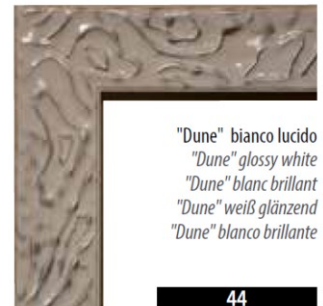 "Dune"  bianco lucido
"Dune" glossy white
"Dune" blanc brillant
"Dune" weiß glänzend
"Dune" blanco brillante
44